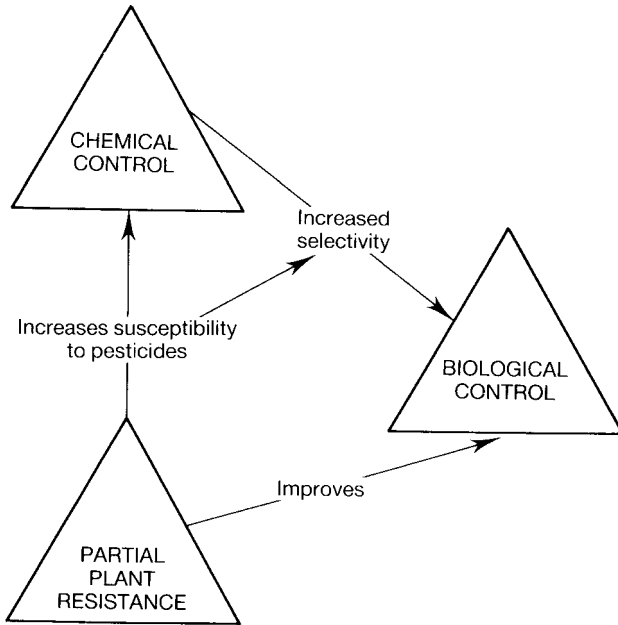 CHEMICAL
CONTROL
Increased
selectivity
Increases susceptibility
to pesticides
BIOLOGICAL
CONTROL
Improves
PARTIAL
PLANT
RESISTANCE